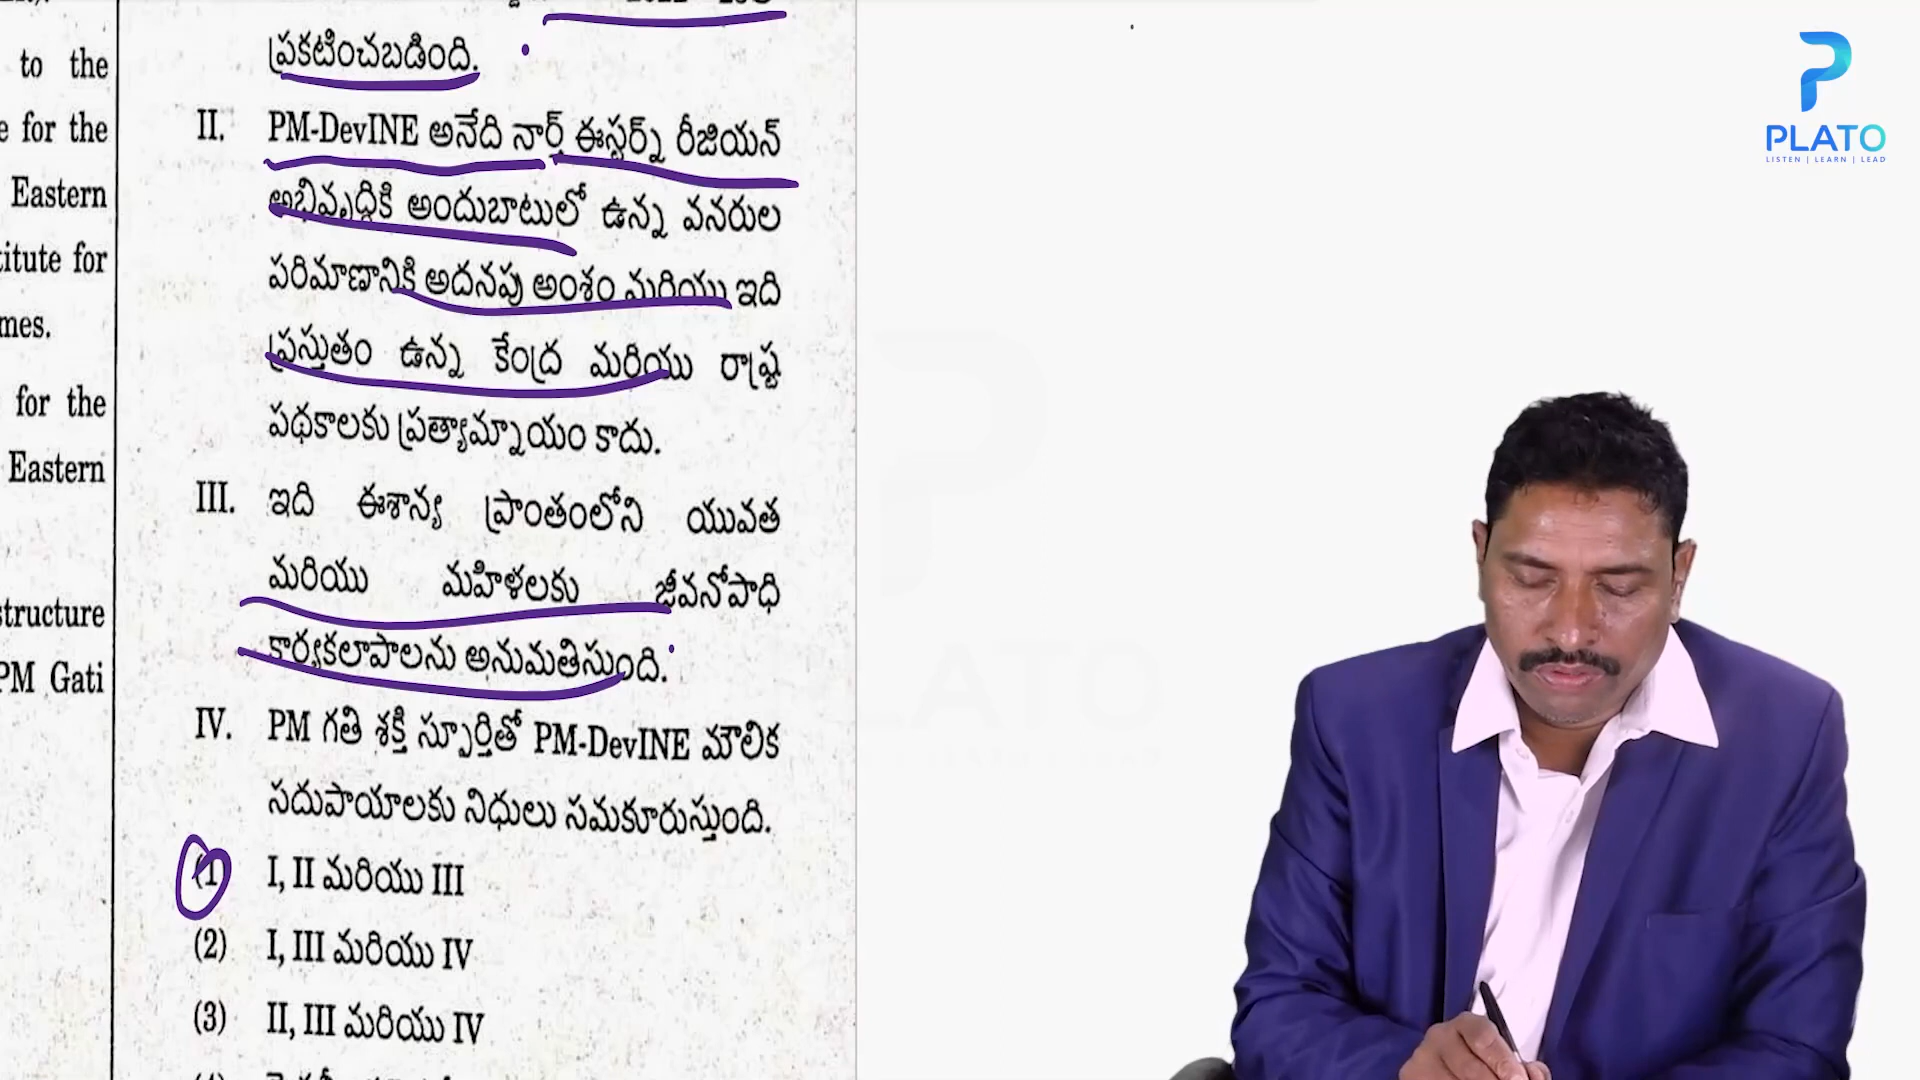 to the
ప్రకటించబడింది.
for the
II. PM-DevINE అనేది నార్త్ ఈస్టర్న్ రీజియన్
Eastern
అభివృద్ధికి అందుబాటులో ఉన్న వనరుల
for
పరిమాణానికి అదనపు అంశం మరియు ఇది
ప్రస్తుతం ఉన్న కేంద్ర మరియు రాష్ట్ర
for the
పథకాలకు ప్రత్యామ్నాయం కాదు.
Eastern
III. ఇది ఈశాన్య ప్రాంతంలోని యువత
మరియు మహిళలకు జీవనోపాధి
కార్యకలాపాలను అనుమతిస్తుంది.
PM Gati
IV. PM గతి శక్తి స్ఫూర్తితో PM-DevINE మౌలిక
సదుపాయాలకు నిధులు సమకూరుస్తుంది.
(1) I, II మరియు III
(2) I, III మరియు IV
(3) II, III మరియు IV
PLATO
LISTEN | LEARN | LEAD